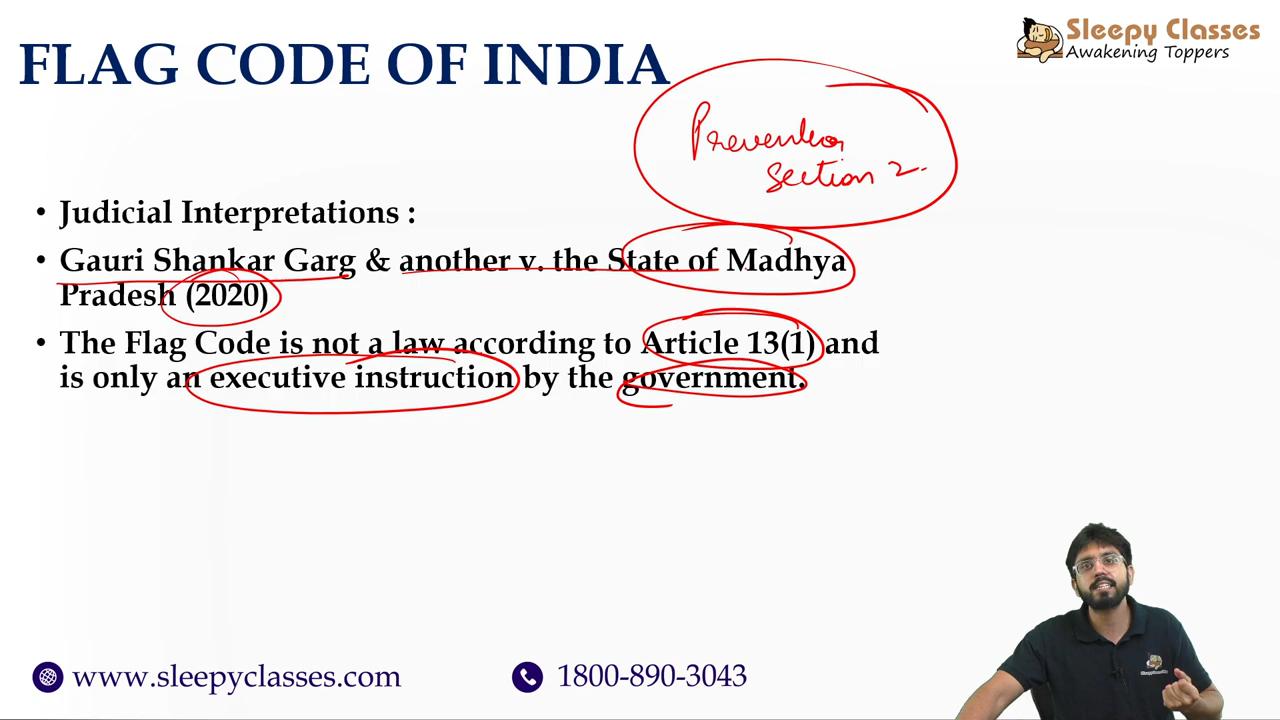 FLAG CODE OF INDIA
Sleepy Classes
Awakening Toppers
Prevention
Section 2.
• Judicial Interpretations :
• Gauri Shankar Garg & another v. the State of Madhya
Pradesh (2020)
• The Flag Code is not a law according to Article 13(1) and
is only an executive instruction by the government.
www.sleepyclasses.com
1800-890-3043